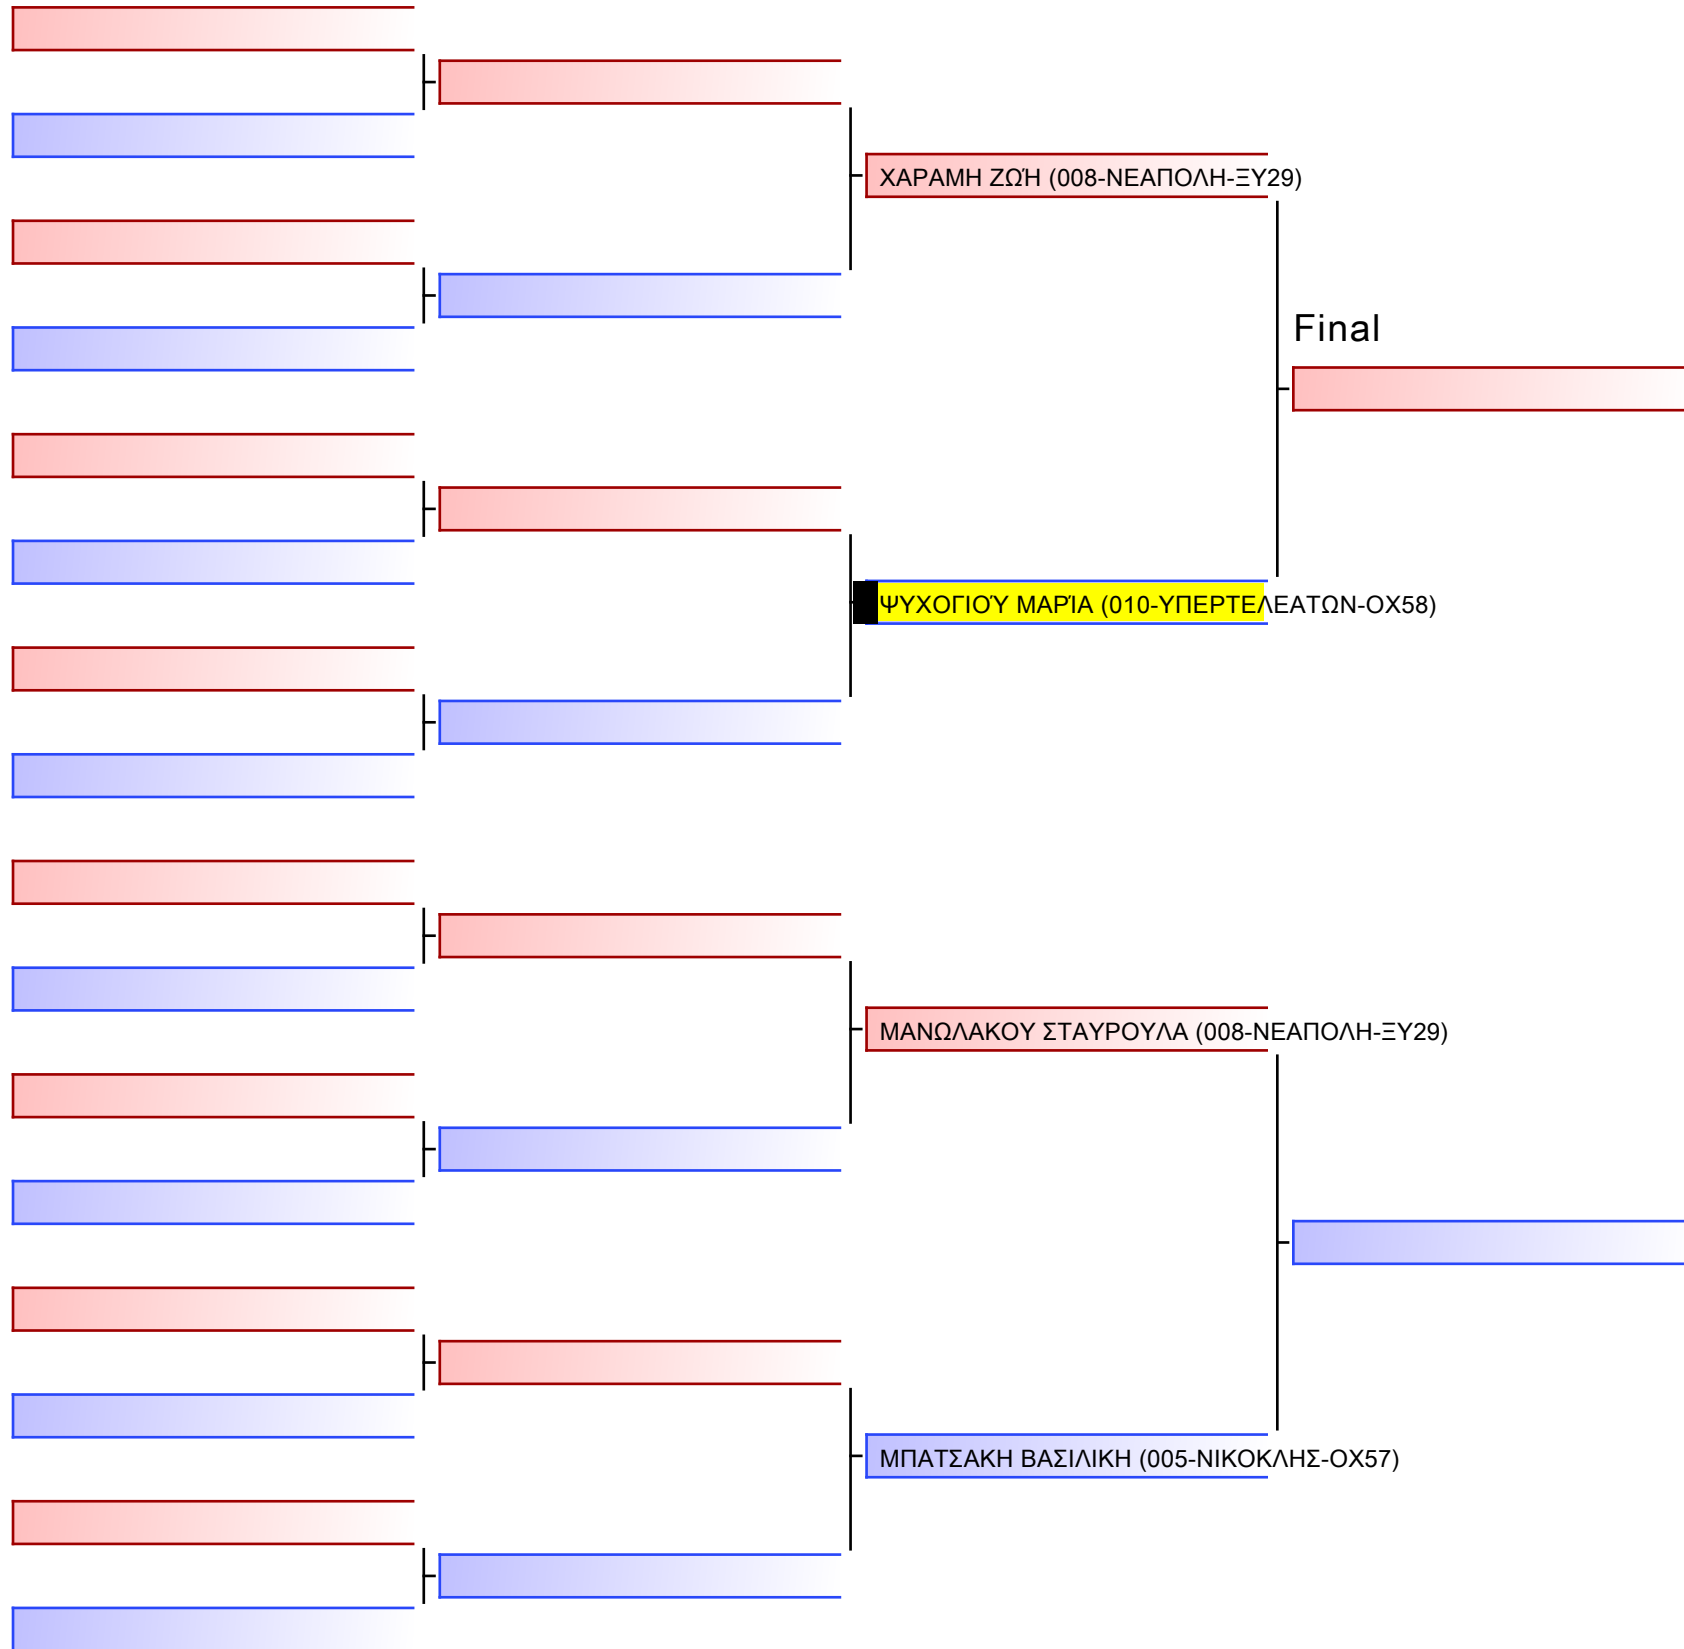 ΧΑΡΑΜΗ ΖΩΉ (008-ΝΕΑΠΟΛΗ-ΞΥ29)
Final
ΨΥΧΟΓΙΟΎ ΜΑΡΊΑ (010-ΥΠΕΡΤΕΛΕΑΤΩΝ-ΟΧ58)
ΜΑΝΩΛΑΚΟΥ ΣΤΑΥΡΟΥΛΑ (008-ΝΕΑΠΟΛΗ-ΞΥ29)
ΜΠΑΤΣΑΚΗ ΒΑΣΙΛΙΚΗ (005-ΝΙΚΟΚΛΗΣ-ΟΧ57)